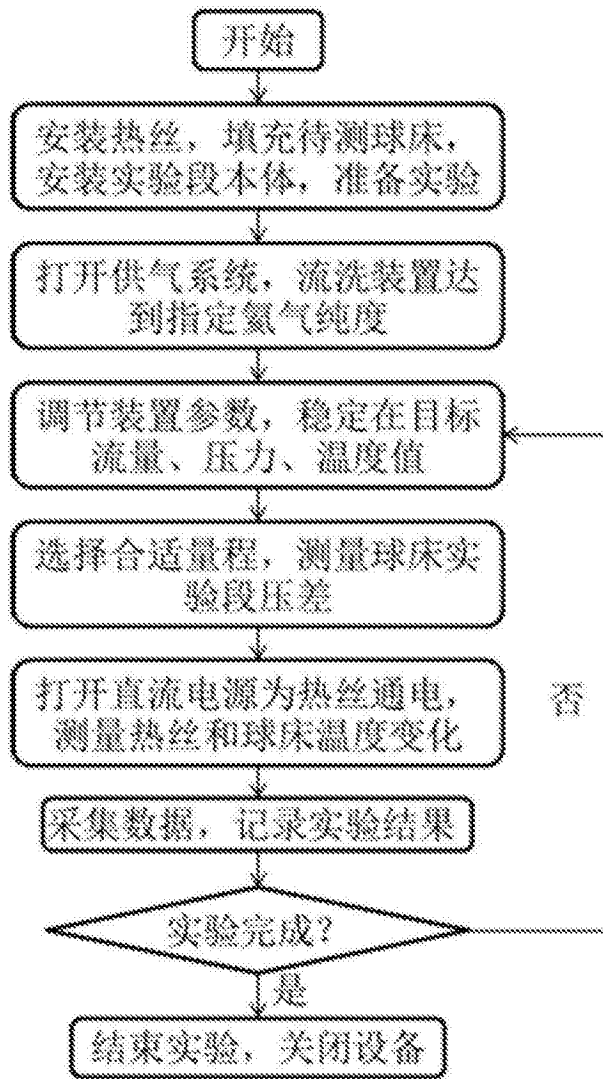 开始
安装热丝，填充待测球床，
安装实验段本体，准备实验
打开供气系统，流洗装置达
到指定氦气纯度
调节装置参数，稳定在目标
流量、压力、温度值
选择合适量程，测量球床实
验段压差
打开直流电源为热丝通电，
测量热丝和球床温度变化
否
采集数据，记录实验结果
实验完成?
是
结束实验，关闭设备